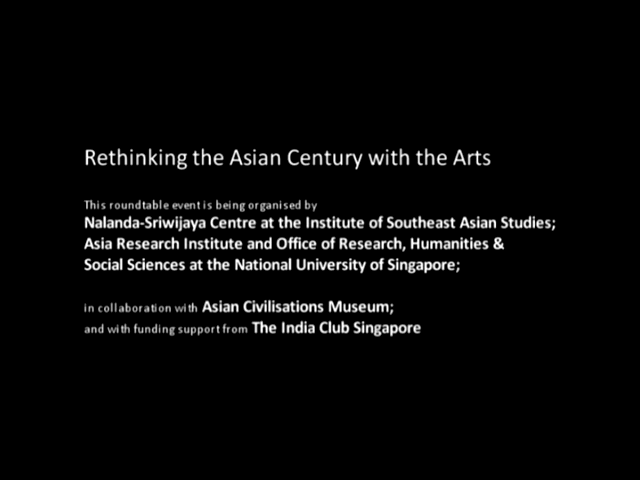 Rethinking the Asian Century with the Arts
This roundtable event is being organised by
Nalanda-Sriwijaya Centre at the Institute of Southeast Asian Studies;
Asia Research Institute and Office of Research, Humanities &
Social Sciences at the National University of Singapore;
in collaboration with Asian Civilisations Museum;
and with funding support from The India Club Singapore